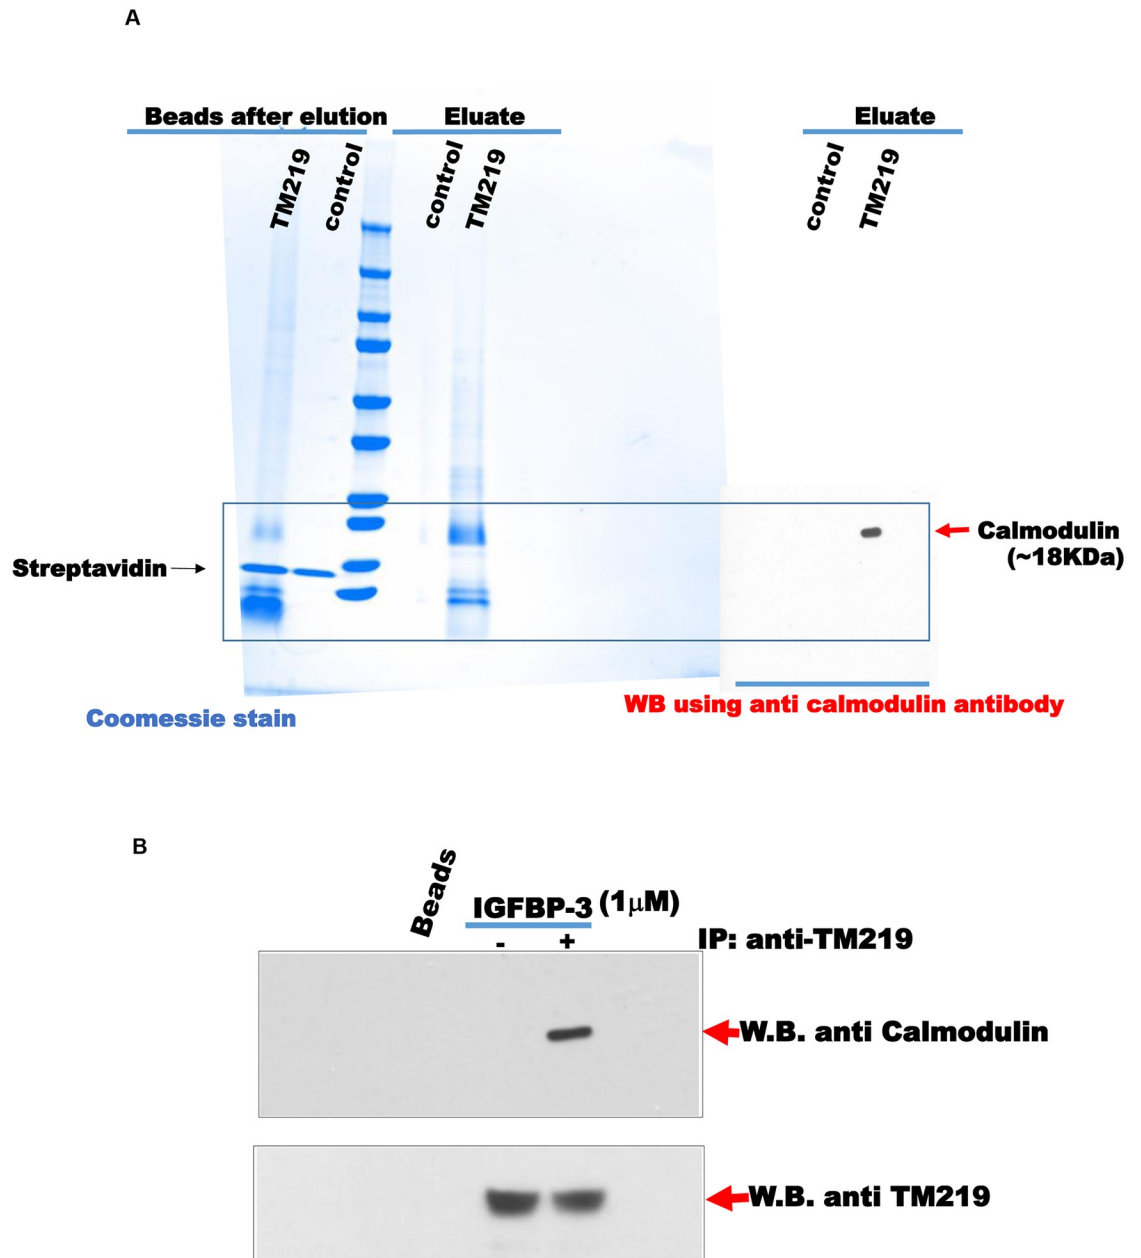 A
Beads after elution
Eluate
Eluate
TM219
control
control
TM219
control
TM219
Streptavidin
Calmodulin
(~18KDa)
Coomessie stain
WB using anti calmodulin antibody
B
Beads
IGFBP-3 (1μM)
- +
IP: anti-TM219
W.B. anti Calmodulin
W.B. anti TM219